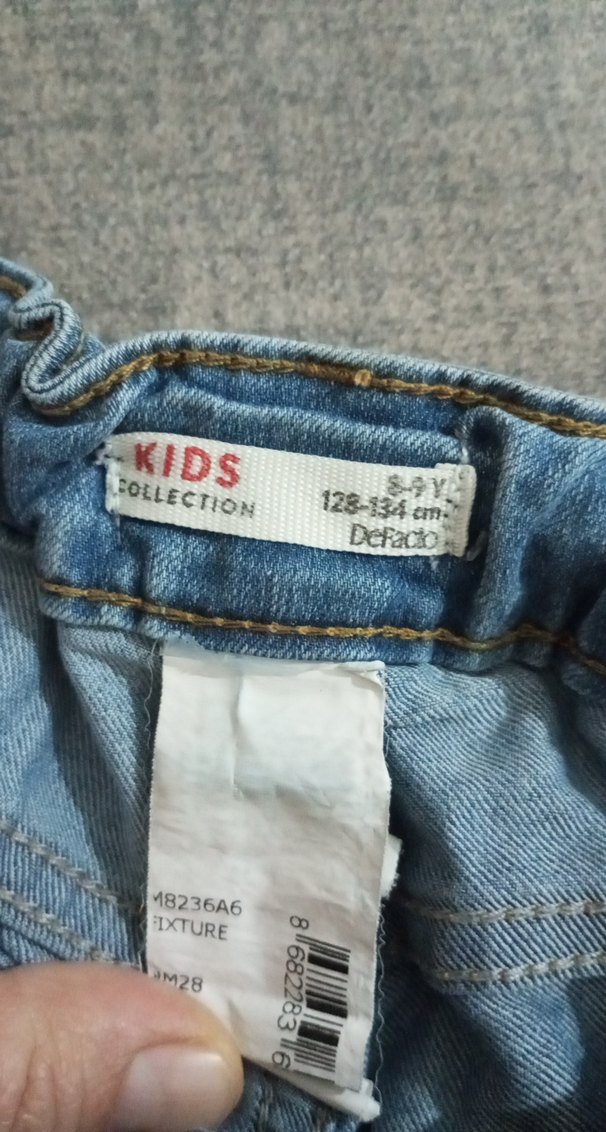 KIDS
COLLECTION
8-9 Y
128-134 cm
DeFacto
M8236A6
FIXTURE
M28
8 682283 6